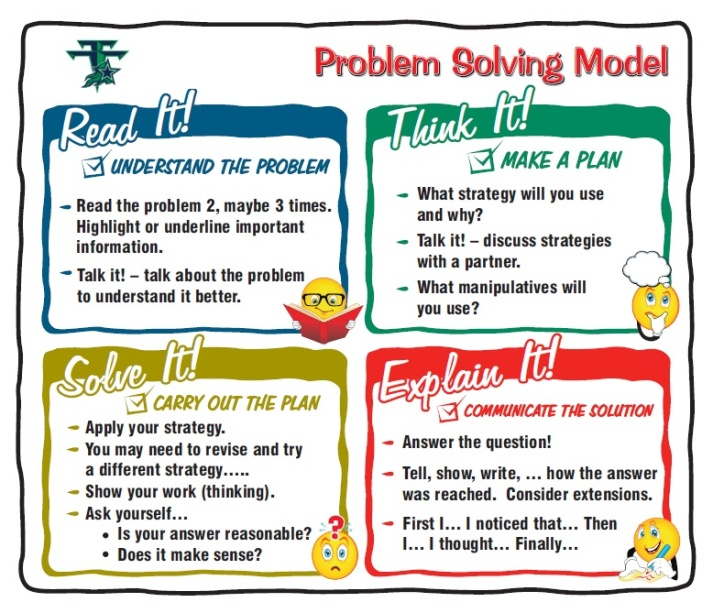 Problem Solving Model
Read It!
UNDERSTAND THE PROBLEM
Read the problem 2, maybe 3 times.
Highlight or underline important
information.
Talk it! – talk about the problem
to understand it better.
Think It!
MAKE A PLAN
What strategy will you use
and why?
Talk it! – discuss strategies
with a partner.
What manipulatives will
you use?
Solve It!
CARRY OUT THE PLAN
Apply your strategy.
You may need to revise and try
a different strategy…..
Show your work (thinking).
Ask yourself…
• Is your answer reasonable?
• Does it make sense?
?
Explain It!
COMMUNICATE THE SOLUTION
Answer the question!
Tell, show, write, … how the answer
was reached. Consider extensions.
First I… I noticed that… Then
I… I thought… Finally…